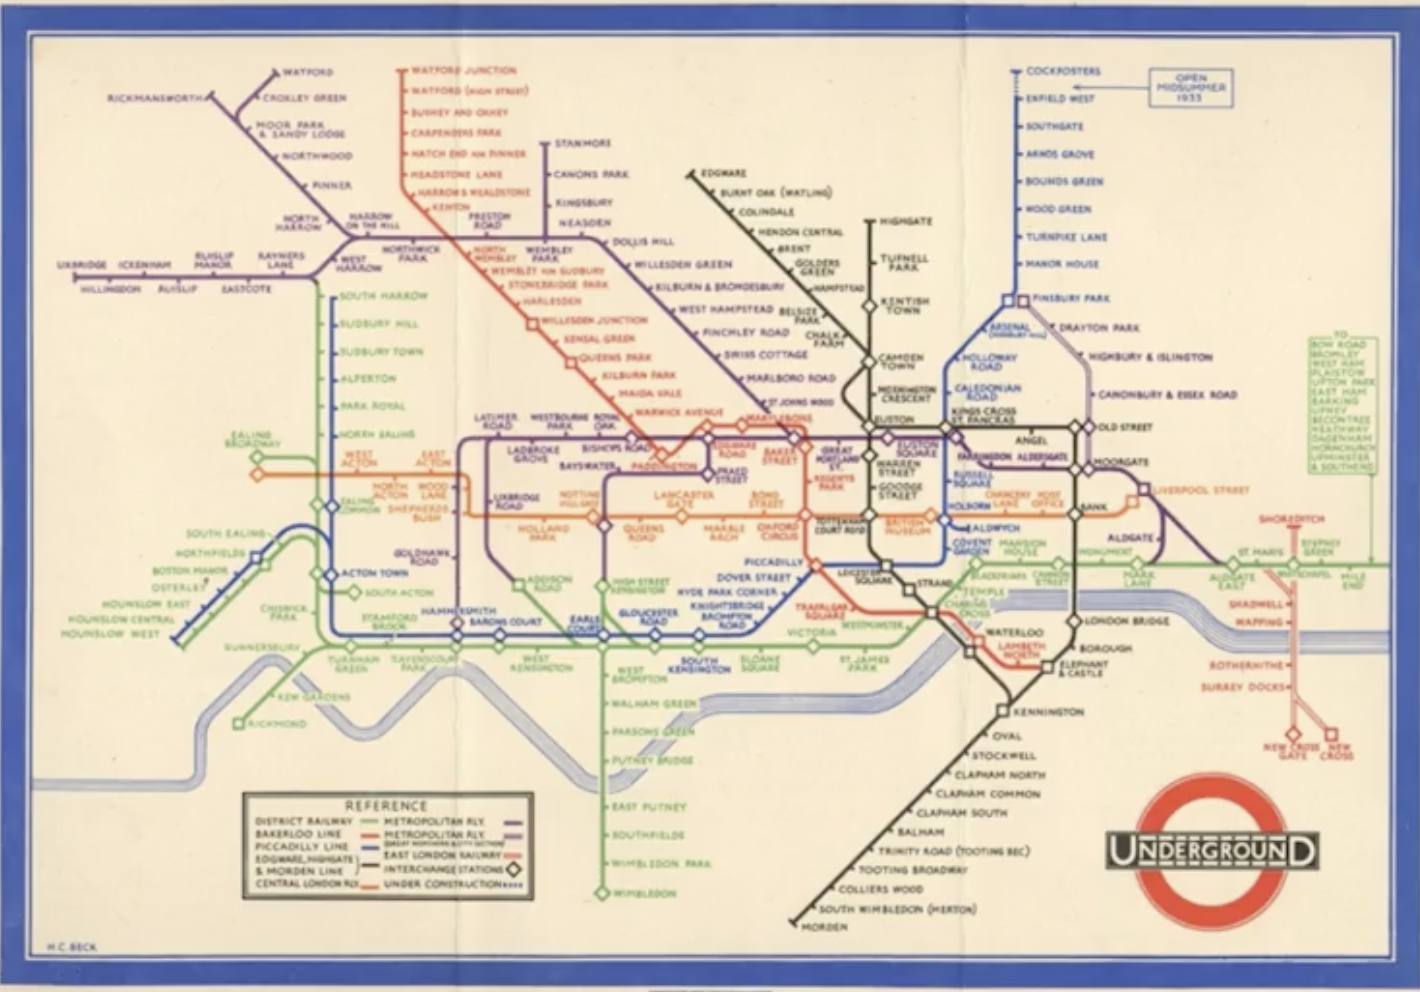 WATFORD
CROXLEY GREEN
RICKMANSWORTH
MOOR PARK
& SANDY LODGE
NORTHWOOD
PINNER
NORTH
HARROW
HARROW
ON THE HILL
WEST
HARROW
NORTHWICK
PARK
PRESTON
ROAD
UXBRIDGE
ICKENHAM
RUISLIP
MANOR
RAYNERS
LANE
HILLINGDON
RUISLIP
EASTCOTE
WATFORD JUNCTION
WATFORD (HIGH STREET)
BUSHEY AND OXHEY
CARPENDERS PARK
HATCH END FOR PINNER
HEADSTONE LANE
HARROW & WEALDSTONE
KENTON
NORTH
WEMBLEY
WEMBLEY FOR SUDBURY
STONEBRIDGE PARK
HARLESDEN
WILLESDEN JUNCTION
KENSAL GREEN
QUEENS PARK
KILBURN PARK
MAIDA VALE
WARWICK AVENUE
PADDINGTON
STANMORE
CANONS PARK
KINGSBURY
WEMBLEY
PARK
NEASDEN
DOLLIS HILL
WILLESDEN GREEN
KILBURN & BRONDESBURY
WEST HAMPSTEAD
FINCHLEY ROAD
SWISS COTTAGE
MARLBORO ROAD
ST JOHNS WOOD
EDGWARE
BURNT OAK (WATLING)
COLINDALE
HENDON CENTRAL
BRENT
GOLDERS
GREEN
HAMPSTEAD
BELSIZE
PARK
CHALK
FARM
HIGHGATE
TUFNELL
PARK
KENTISH
TOWN
CAMDEN
TOWN
MORNINGTON
CRESCENT
EUSTON
COCKFOSTERS
OPEN
MIDSUMMER
1933
ENFIELD WEST
SOUTHGATE
ARNOS GROVE
BOUNDS GREEN
WOOD GREEN
TURNPIKE LANE
MANOR HOUSE
FINSBURY PARK
ARSENAL
(HIGHBURY HILL)
HOLLOWAY
ROAD
CALEDONIAN
ROAD
KINGS CROSS
ST. PANCRAS
DRAYTON PARK
HIGHBURY & ISLINGTON
CANONBURY & ESSEX ROAD
OLD STREET
ANGEL
MOORGATE
TO
BOW ROAD
BROMLEY
WEST HAM
PLAISTOW
UPTON PARK
EAST HAM
BARKING
UPNEY
BECONTREE
HEATHWAY
DAGENHAM
HORNCHURCH
UPMINSTER
& SOUTHEND
SOUTH HARROW
SUDBURY HILL
SUDBURY TOWN
ALPERTON
PARK ROYAL
NORTH EALING
EALING
BROADWAY
EALING
COMMON
WEST
ACTON
EAST
ACTON
NORTH
ACTON
WOOD
LANE
SHEPHERDS
BUSH
LATIMER
ROAD
LADBROKE
GROVE
WESTBOURNE
PARK
ROYAL
OAK
BISHOPS ROAD
BAYSWATER
UXBRIDGE
ROAD
GOLDHAWK
ROAD
EDGWARE
ROAD
PRAED
STREET
MARYLEBONE
BAKER
STREET
REGENTS
PARK
GREAT
PORTLAND
ST.
EUSTON
SQUARE
WARREN
STREET
GOODGE
STREET
TOTTENHAM
COURT ROAD
FARRINGDON
ALDERSGATE
RUSSELL
SQUARE
HOLBORN
ALDWYCH
COVENT
GARDEN
HOLLAND
PARK
NOTTING
HILL GATE
QUEENS
ROAD
LANCASTER
GATE
MARBLE
ARCH
BOND
STREET
OXFORD
CIRCUS
BRITISH
MUSEUM
CHANCERY
LANE
POST
OFFICE
BANK
LIVERPOOL STREET
ALDGATE
SHOREDITCH
SOUTH EALING
NORTHFIELDS
BOSTON MANOR
OSTERLEY
HOUNSLOW EAST
HOUNSLOW CENTRAL
HOUNSLOW WEST
ACTON TOWN
SOUTH ACTON
CHISWICK
PARK
GUNNERSBURY
KEW GARDENS
RICHMOND
TURNHAM
GREEN
STAMFORD
BROOK
RAVENSCOURT
PARK
HAMMERSMITH
BARONS COURT
WEST
KENSINGTON
ADDISON
ROAD
EARLS
COURT
HIGH STREET
KENSINGTON
GLOUCESTER
ROAD
SOUTH
KENSINGTON
KNIGHTSBRIDGE
BROMPTON
ROAD
HYDE PARK CORNER
DOVER STREET
PICCADILLY
SLOANE
SQUARE
VICTORIA
ST. JAMES
PARK
WESTMINSTER
TRAFALGAR
SQUARE
LEICESTER
SQUARE
STRAND
CHARING
CROSS
TEMPLE
BLACKFRIARS
MANSION
HOUSE
CANNON
STREET
MONUMENT
MARK
LANE
ALDGATE
EAST
ST. MARYS
WHITECHAPEL
STEPNEY
GREEN
MILE
END
SHADWELL
WAPPING
ROTHERHITHE
SURREY DOCKS
NEW CROSS
GATE
NEW
CROSS
WATERLOO
LAMBETH
NORTH
LONDON BRIDGE
BOROUGH
ELEPHANT
& CASTLE
KENNINGTON
OVAL
STOCKWELL
CLAPHAM NORTH
CLAPHAM COMMON
CLAPHAM SOUTH
BALHAM
TRINITY ROAD (TOOTING BEC)
TOOTING BROADWAY
COLLIERS WOOD
SOUTH WIMBLEDON (MERTON)
MORDEN
WEST
BROMPTON
WALHAM GREEN
PARSONS GREEN
PUTNEY BRIDGE
EAST PUTNEY
SOUTHFIELDS
WIMBLEDON PARK
WIMBLEDON
REFERENCE
DISTRICT RAILWAY
BAKERLOO LINE
PICCADILLY LINE
EDGWARE, HIGHGATE
& MORDEN LINE
CENTRAL LONDON RLY.
METROPOLITAN RLY.
METROPOLITAN RLY.
(GREAT NORTHERN & CITY SECTION)
EAST LONDON RAILWAY
INTERCHANGE STATIONS
UNDER CONSTRUCTION
UNDERGROUND
H.C. BECK